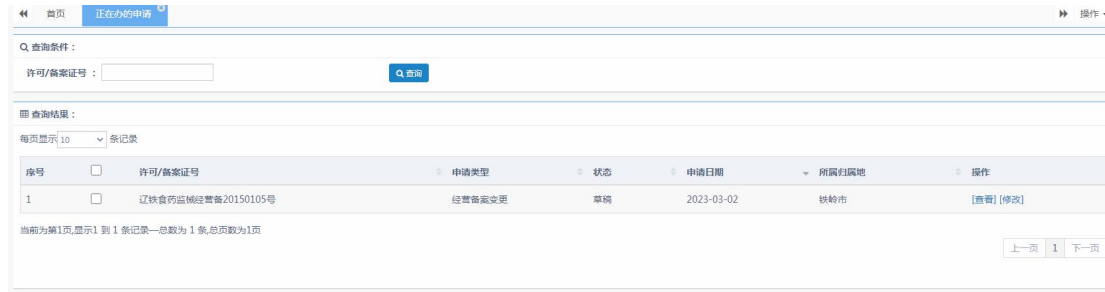 首页 正在办的申请 操作
查询条件：
许可/备案证号 ： 查询
查询结果：
每页显示 10 条记录
序号 许可/备案证号 申请类型 状态 申请日期 所属归属地 操作
1 辽铁食药监械经营备20150105号 经营备案变更 草稿 2023-03-02 铁岭市 [查看] [修改]
当前为第1页,显示1 到 1 条记录—总数为 1 条,总页数为1页
上一页 1 下一页